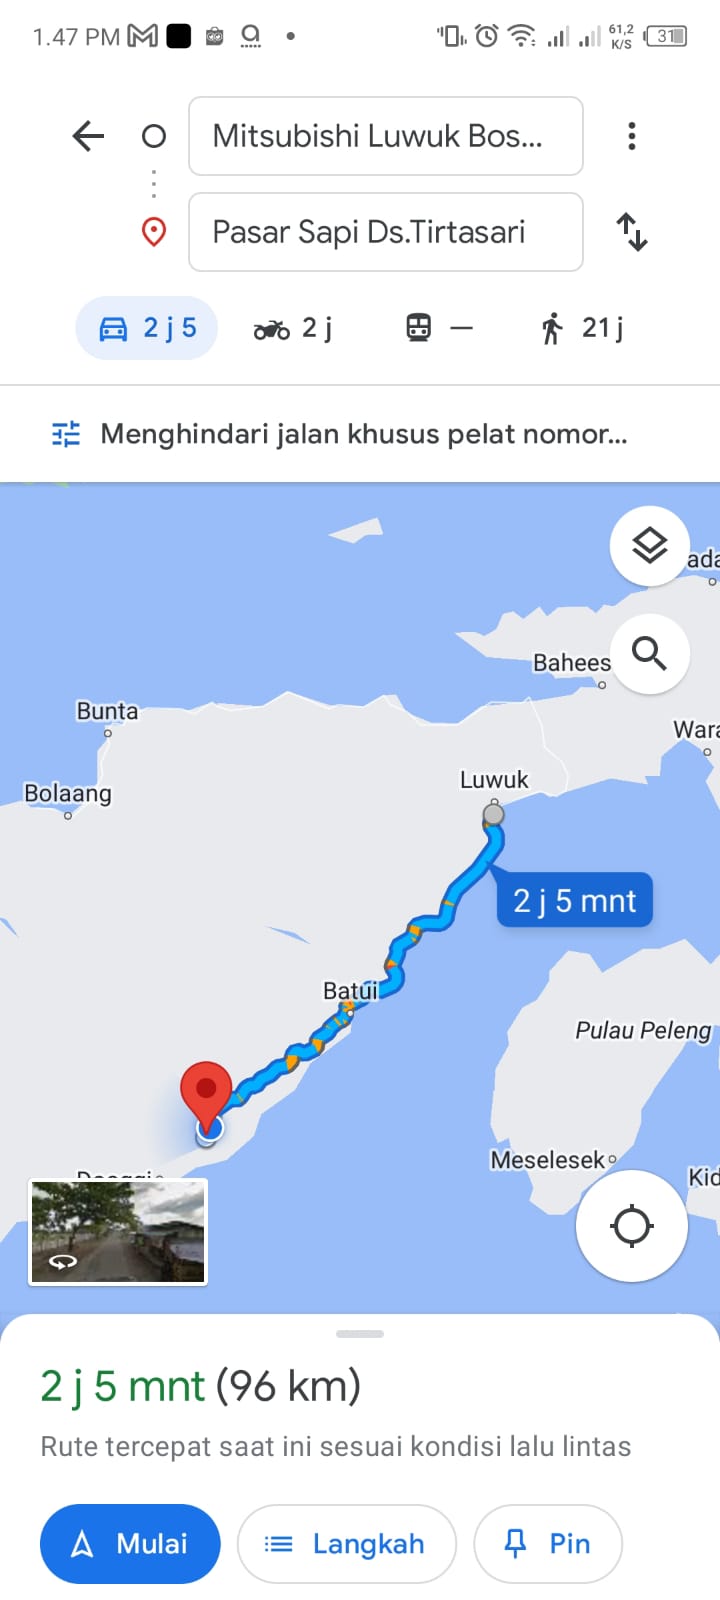 1.47 PM
61,2
K/S
31
Mitsubishi Luwuk Bos...
Pasar Sapi Ds.Tirtasari
2 j 5
2 j
—
21 j
Menghindari jalan khusus pelat nomor...
Bahees
Bunta
Luwuk
Bolaang
2 j 5 mnt
Batui
Pulau Peleng
Meselesek
Kid
2 j 5 mnt (96 km)
Rute tercepat saat ini sesuai kondisi lalu lintas
Mulai
Langkah
Pin